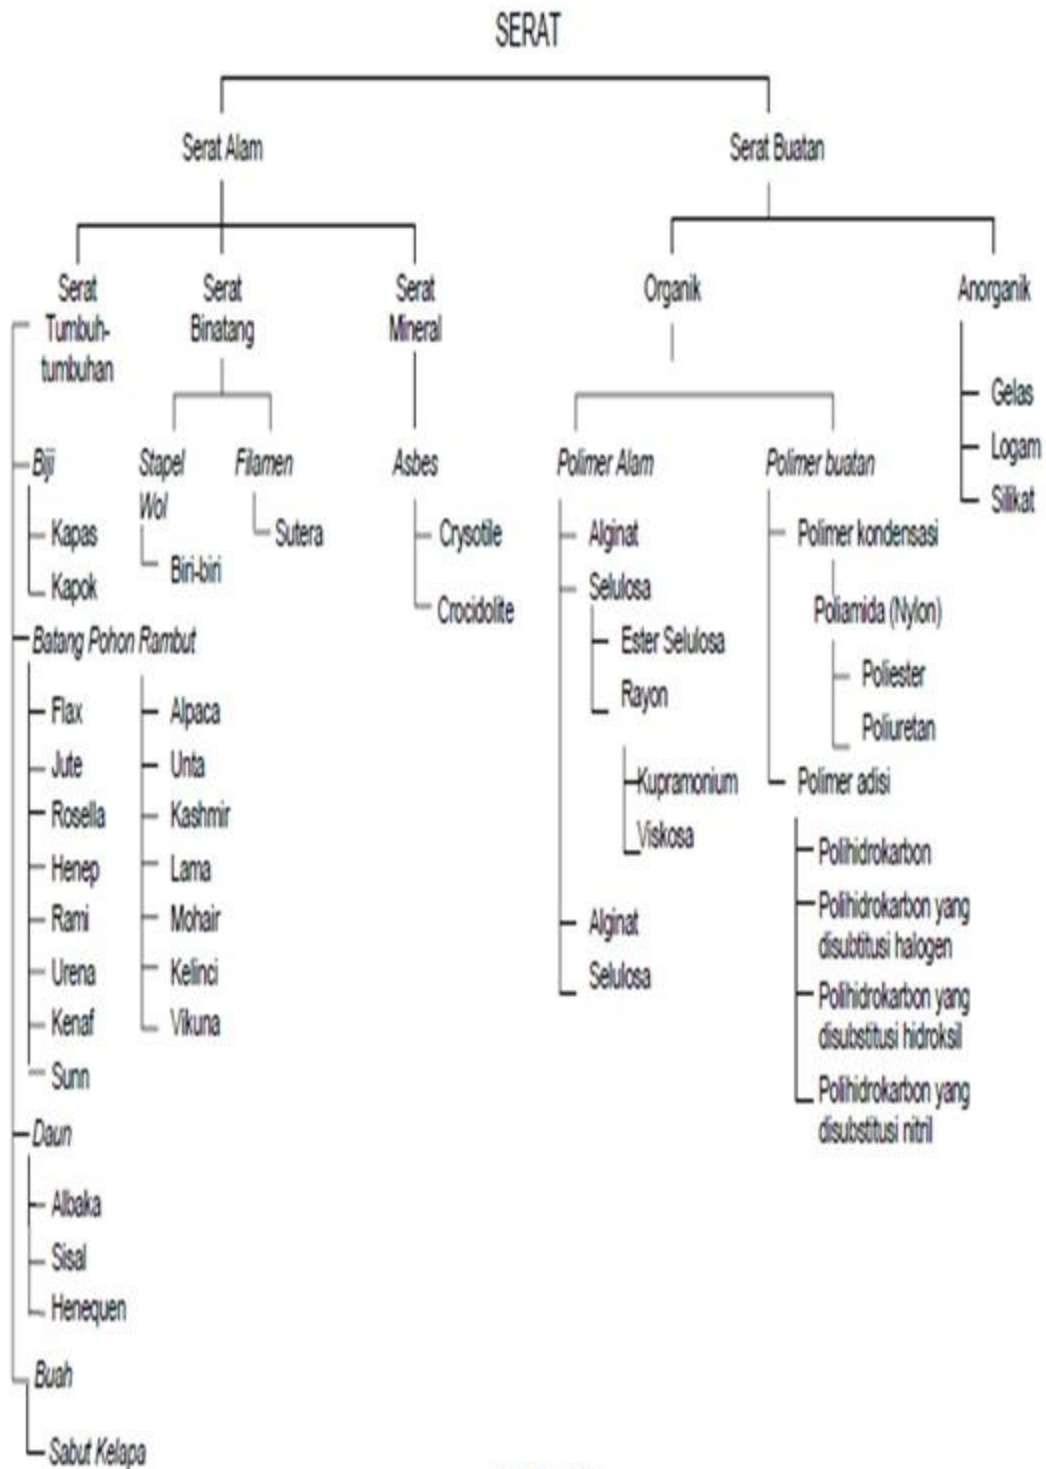 SERAT
Serat Alam
Serat Buatan
Serat
Tumbuh-
tumbuhan
Serat
Binatang
Serat
Mineral
Organik
Anorganik
Gelas
Logam
Silikat
Biji
Kapas
Kapok
Stapel
Wol
Biri-biri
Filamen
Sutera
Asbes
Crysotile
Crocidolite
Polimer Alam
Alginat
Selulosa
Ester Selulosa
Rayon
Kupramonium
Viskosa
Alginat
Selulosa
Polimer buatan
Polimer kondensasi
Poliamida (Nylon)
Poliester
Poliuretan
Polimer adisi
Polihidrokarbon
Polihidrokarbon yang
disubtitusi halogen
Polihidrokarbon yang
disubstitusi hidroksil
Polihidrokarbon yang
disubstitusi nitril
Batang Pohon Rambut
Flax
Jute
Rosella
Henep
Rami
Urena
Kenaf
Sunn
Alpaca
Unta
Kashmir
Lama
Mohair
Kelinci
Vikuna
Daun
Albaka
Sisal
Henequen
Buah
Sabut Kelapa